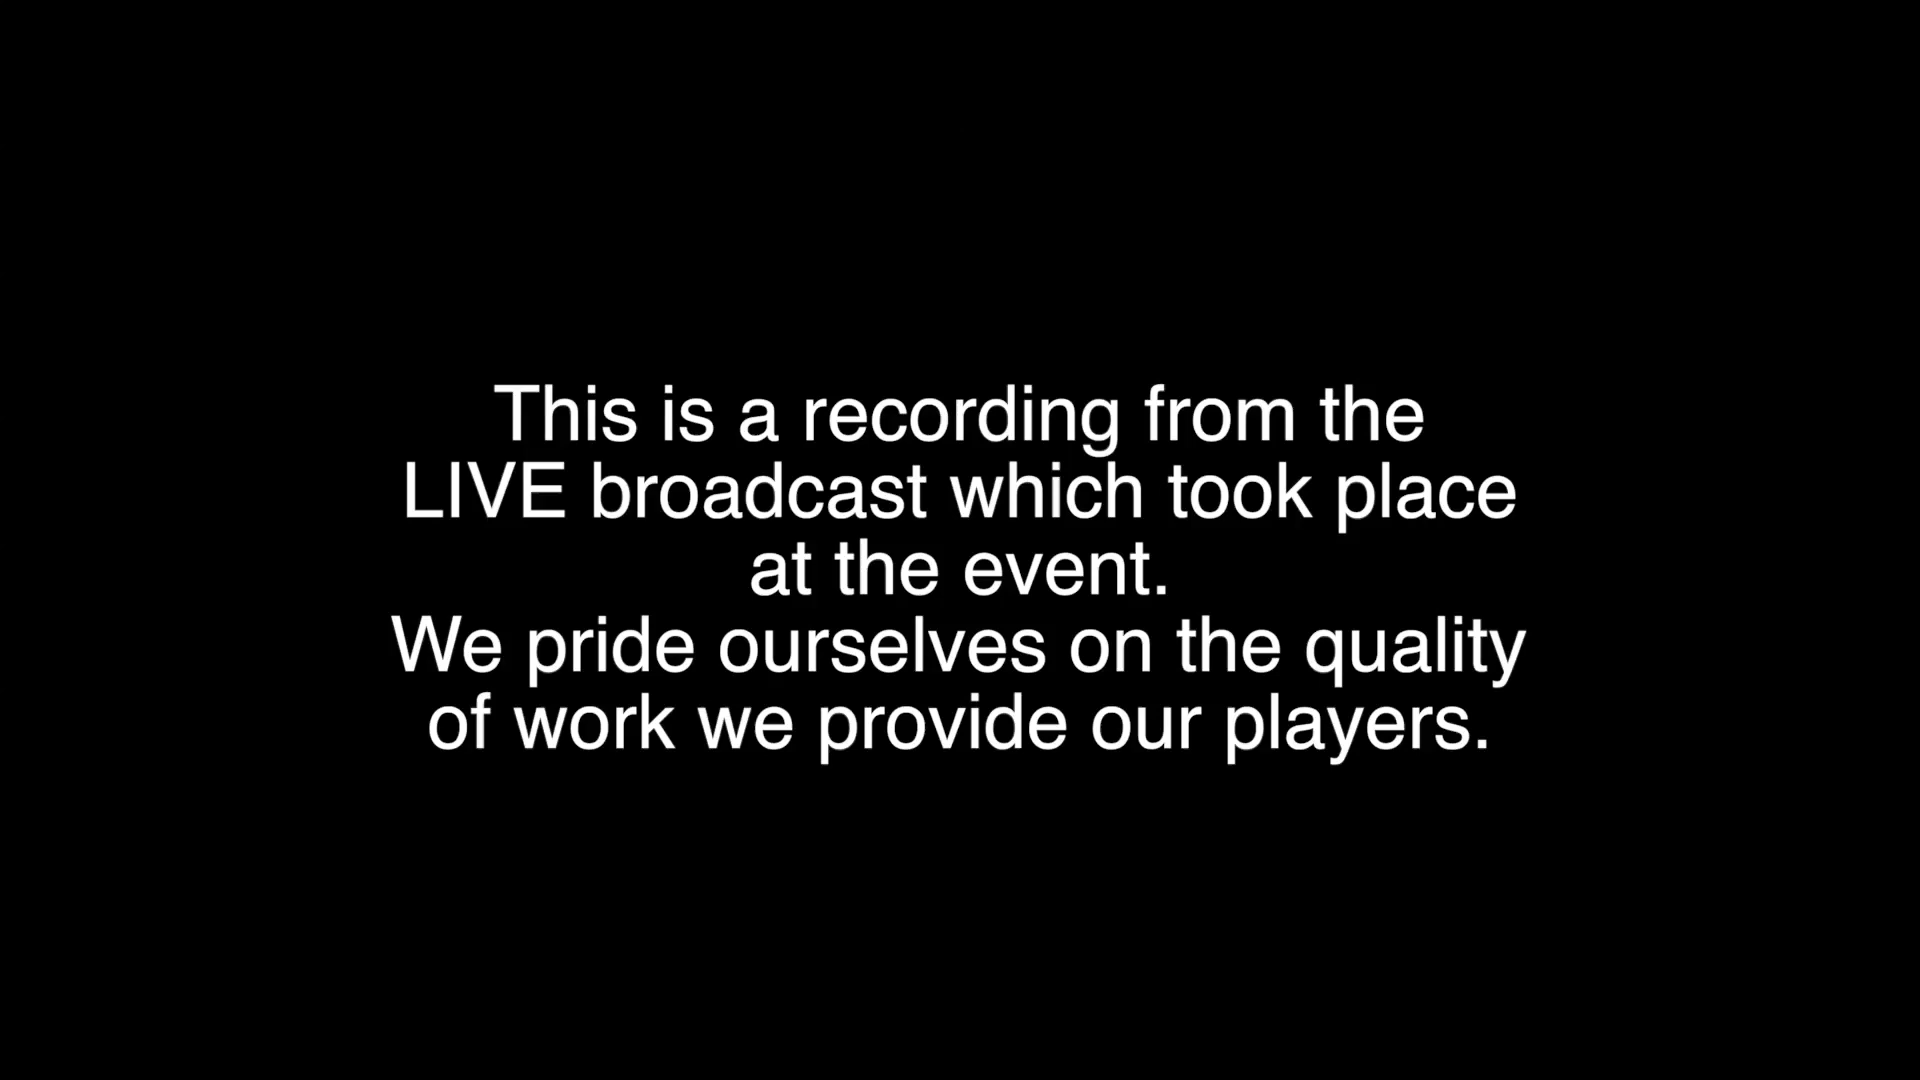 This is a recording from the
LIVE broadcast which took place
at the event.
We pride ourselves on the quality
of work we provide our players.